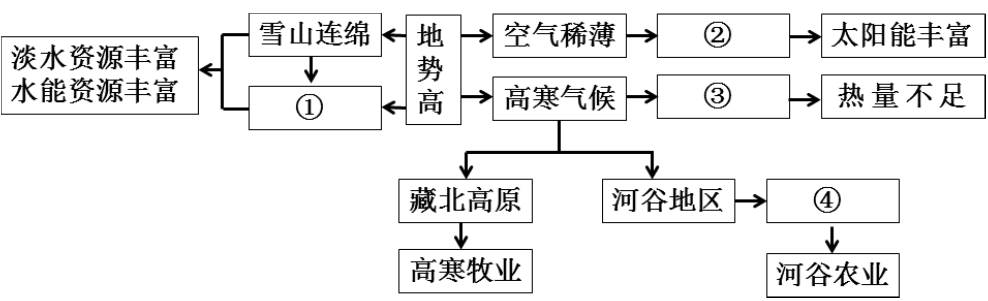 雪山连绵
地势高
空气稀薄
②
太阳能丰富
淡水资源丰富
水能资源丰富
①
高寒气候
③
热量不足
藏北高原
河谷地区
④
高寒牧业
河谷农业